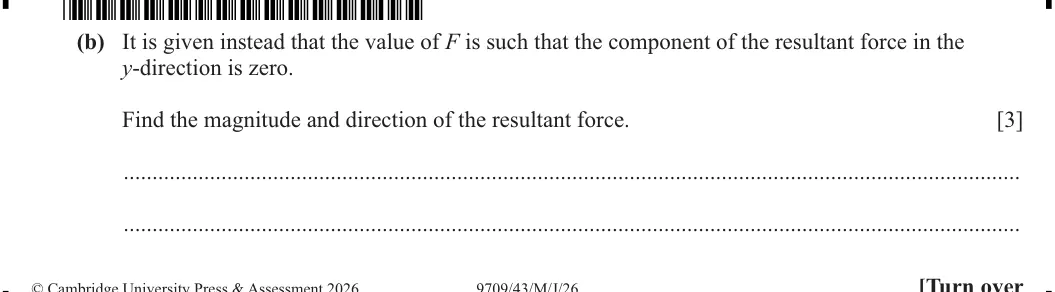 (b) It is given instead that the value of F is such that the component of the resultant force in the
y-direction is zero.
Find the magnitude and direction of the resultant force. [3]
© Cambridge University Press & Assessment 2026 9709/43/M/J/26 [Turn over